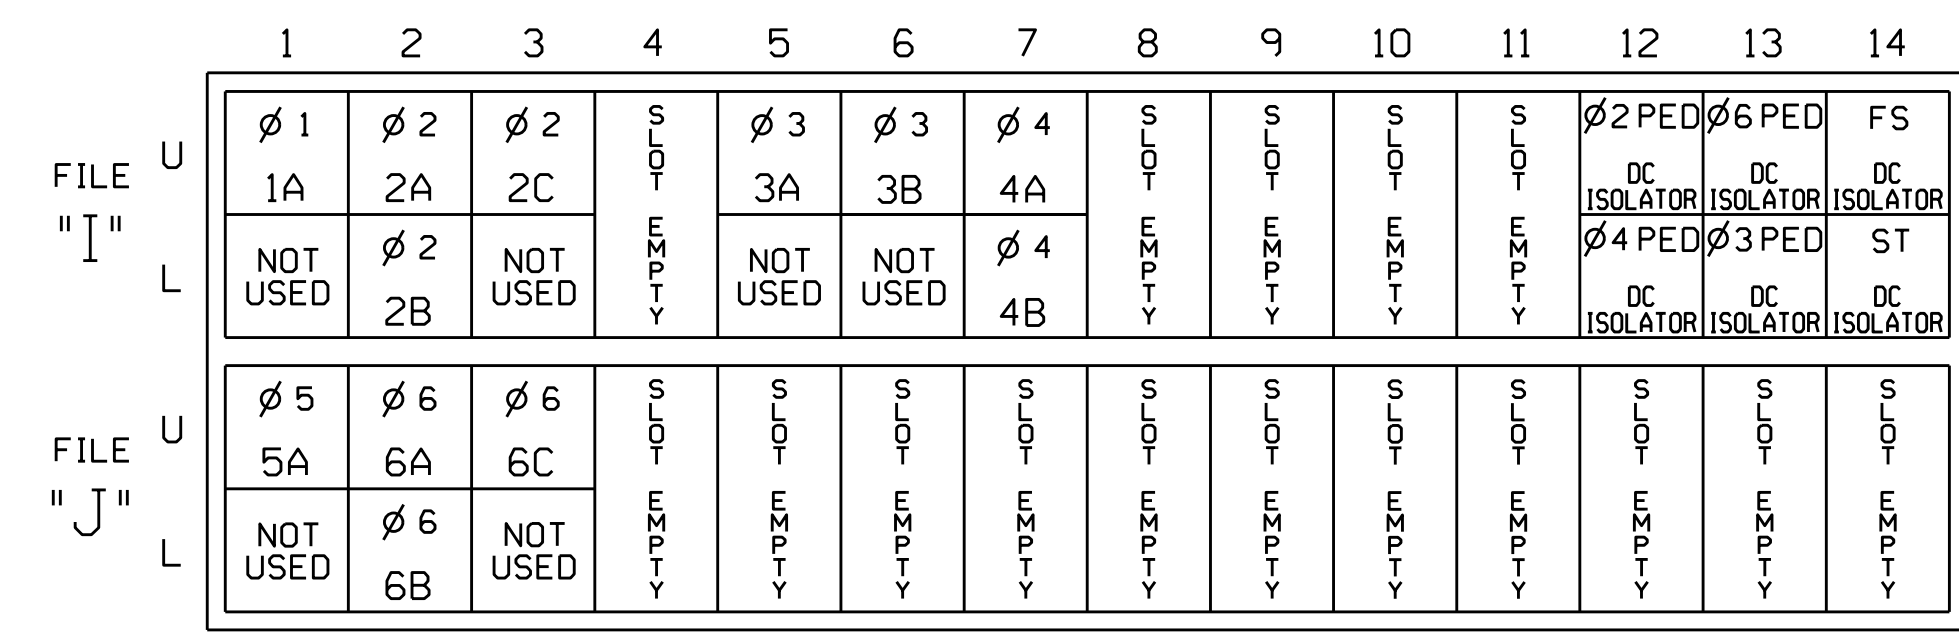 1 2 3 4 5 6 7 8 9 10 11 12 13 14
FILE "I"
U
Ø 1 1A
Ø 2 2A
Ø 2 2C
SLOT EMPTY
Ø 3 3A
Ø 3 3B
Ø 4 4A
SLOT EMPTY
SLOT EMPTY
SLOT EMPTY
SLOT EMPTY
Ø 2 PED DC ISOLATOR
Ø 6 PED DC ISOLATOR
FS DC ISOLATOR
L
NOT USED
Ø 2 2B
NOT USED
NOT USED
NOT USED
Ø 4 4B
Ø 4 PED DC ISOLATOR
Ø 3 PED DC ISOLATOR
ST DC ISOLATOR
FILE "J"
U
Ø 5 5A
Ø 6 6A
Ø 6 6C
SLOT EMPTY
SLOT EMPTY
SLOT EMPTY
SLOT EMPTY
SLOT EMPTY
SLOT EMPTY
SLOT EMPTY
SLOT EMPTY
SLOT EMPTY
SLOT EMPTY
SLOT EMPTY
L
NOT USED
Ø 6 6B
NOT USED